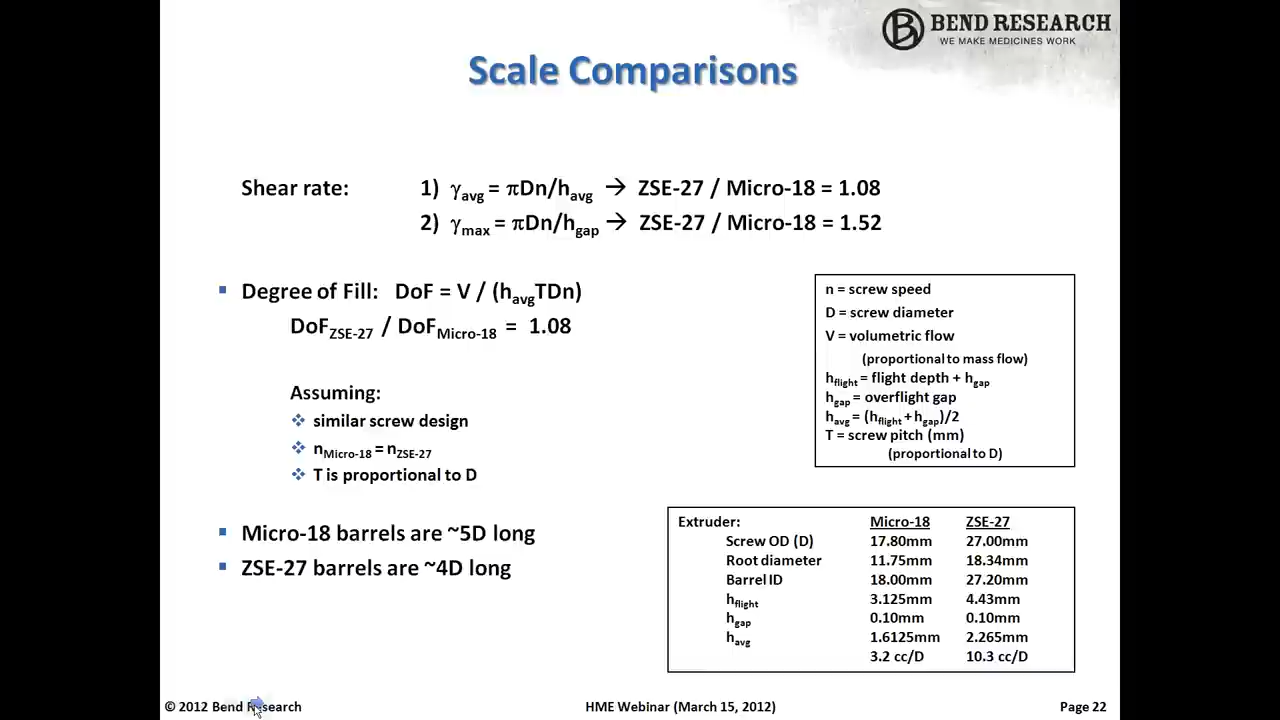 BEND RESEARCH
WE MAKE MEDICINES WORK
Scale Comparisons
Shear rate: 1) γavg = πDn/havg → ZSE-27 / Micro-18 = 1.08
2) γmax = πDn/hgap → ZSE-27 / Micro-18 = 1.52
Degree of Fill: DoF = V / (havgTDn)
DoFZSE-27 / DoFMicro-18 = 1.08
Assuming:
similar screw design
nMicro-18 = nZSE-27
T is proportional to D
Micro-18 barrels are ~5D long
ZSE-27 barrels are ~4D long
n = screw speed
D = screw diameter
V = volumetric flow
(proportional to mass flow)
hflight = flight depth + hgap
hgap = overflight gap
havg = (hflight + hgap)/2
T = screw pitch (mm)
(proportional to D)
Extruder: Micro-18 ZSE-27
Screw OD (D) 17.80mm 27.00mm
Root diameter 11.75mm 18.34mm
Barrel ID 18.00mm 27.20mm
hflight 3.125mm 4.43mm
hgap 0.10mm 0.10mm
havg 1.6125mm 2.265mm
3.2 cc/D 10.3 cc/D
© 2012 Bend Research HME Webinar (March 15, 2012) Page 22